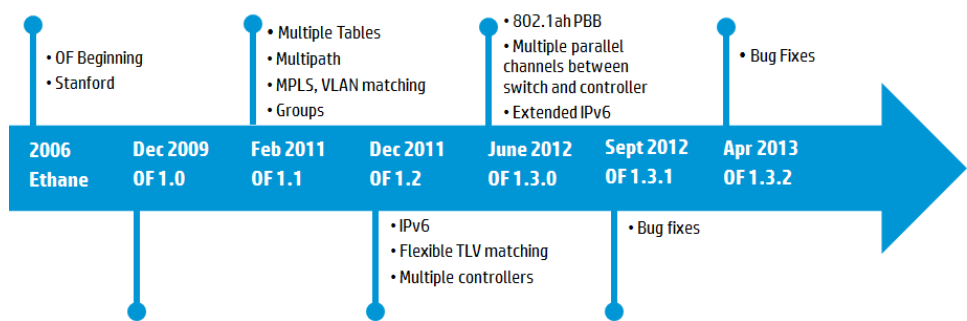 • OF Beginning
• Stanford
• Multiple Tables
• Multipath
• MPLS, VLAN matching
• Groups
• 802.1ah PBB
• Multiple parallel
channels between
switch and controller
• Extended IPv6
• Bug Fixes
2006
Ethane
Dec 2009
OF 1.0
Feb 2011
OF 1.1
Dec 2011
OF 1.2
June 2012
OF 1.3.0
Sept 2012
OF 1.3.1
Apr 2013
OF 1.3.2
• IPv6
• Flexible TLV matching
• Multiple controllers
• Bug fixes